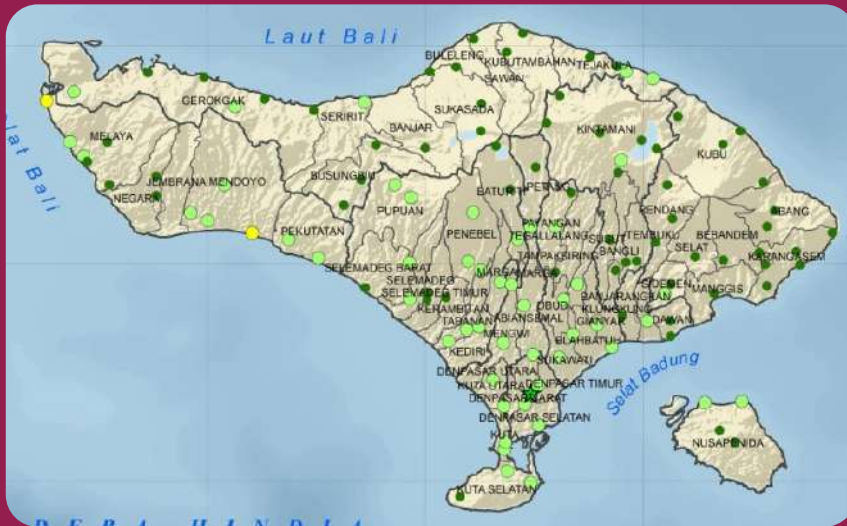 Laut Bali
BULELENG
KUBUTAMBAHAN
TEJAKULA
SAWAN
GEROKGAK
SUKASADA
SERIRIT
BANJAR
KINTAMANI
MELAYA
KUBU
BUSUNGBIU
JEMBRANA MENDOYO
NEGARA
BATURITI
PETANG
PUPUAN
ABANG
RENDANG
PENEBEL
PAYANGAN
TEGALLALANG
SUSUT
TEMBUKU
BEBANDEM
PEKUTATAN
BANGLI
SELAT
TAMPAKSIRING
KARANGASEM
SELEMADEG BARAT
MARGA
SELEMADEG
SELEMADEG TIMUR
MANGGIS
BANJARANGKAN
KERAMBITAN
UBUD
KLUNGKUNG
ABIANSEMAL
TABANAN
GIANYAR
DAWAN
MENGWI
BLAHBATUH
KEDIRI
SUKAWATI
Selat Badung
DENPASAR UTARA
KUTA UTARA
DENPASAR TIMUR
DENPASAR BARAT
DENPASAR SELATAN
KUTA
NUSAPENIDA
KUTA SELATAN